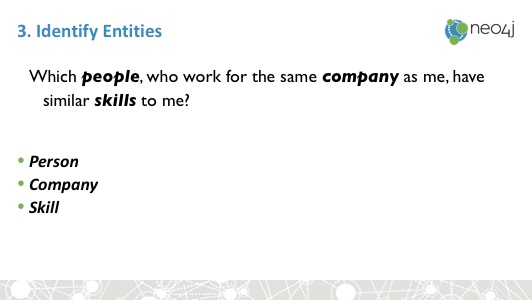 3. Identify Entities
neo4j
Which people, who work for the same company as me, have
similar skills to me?
• Person
• Company
• Skill